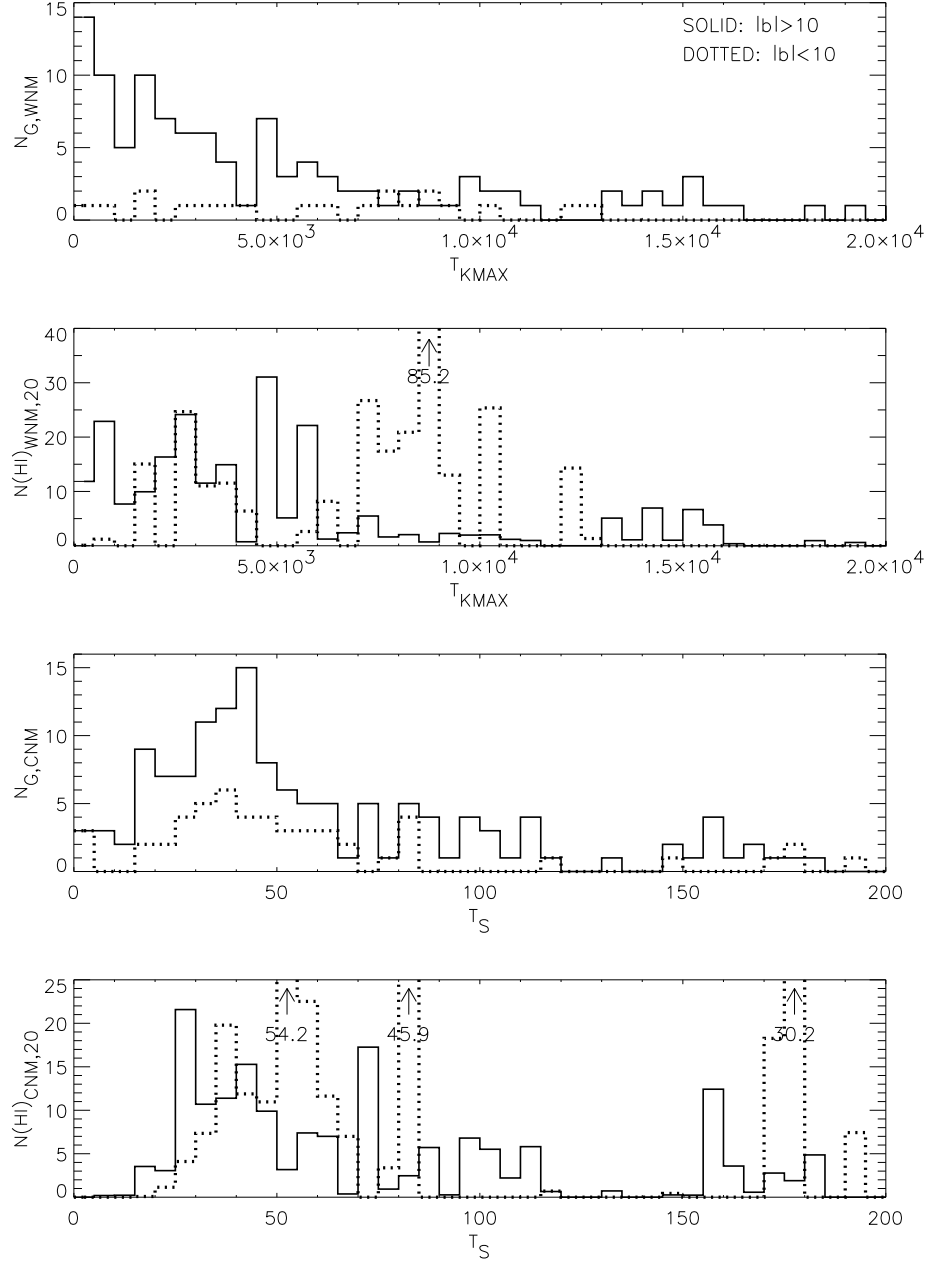 SOLID: |b|>10
DOTTED: |b|<10
15
10
5
0
N_G,WNM
0 5.0×10^3 1.0×10^4 1.5×10^4 2.0×10^4
T_KMAX
40
30
20
10
0
N(HI)_WNM,20
85.2
0 5.0×10^3 1.0×10^4 1.5×10^4 2.0×10^4
T_KMAX
15
10
5
0
N_G,CNM
0 50 100 150 200
T_S
25
20
15
10
5
0
N(HI)_CNM,20
54.2 45.9 30.2
0 50 100 150 200
T_S